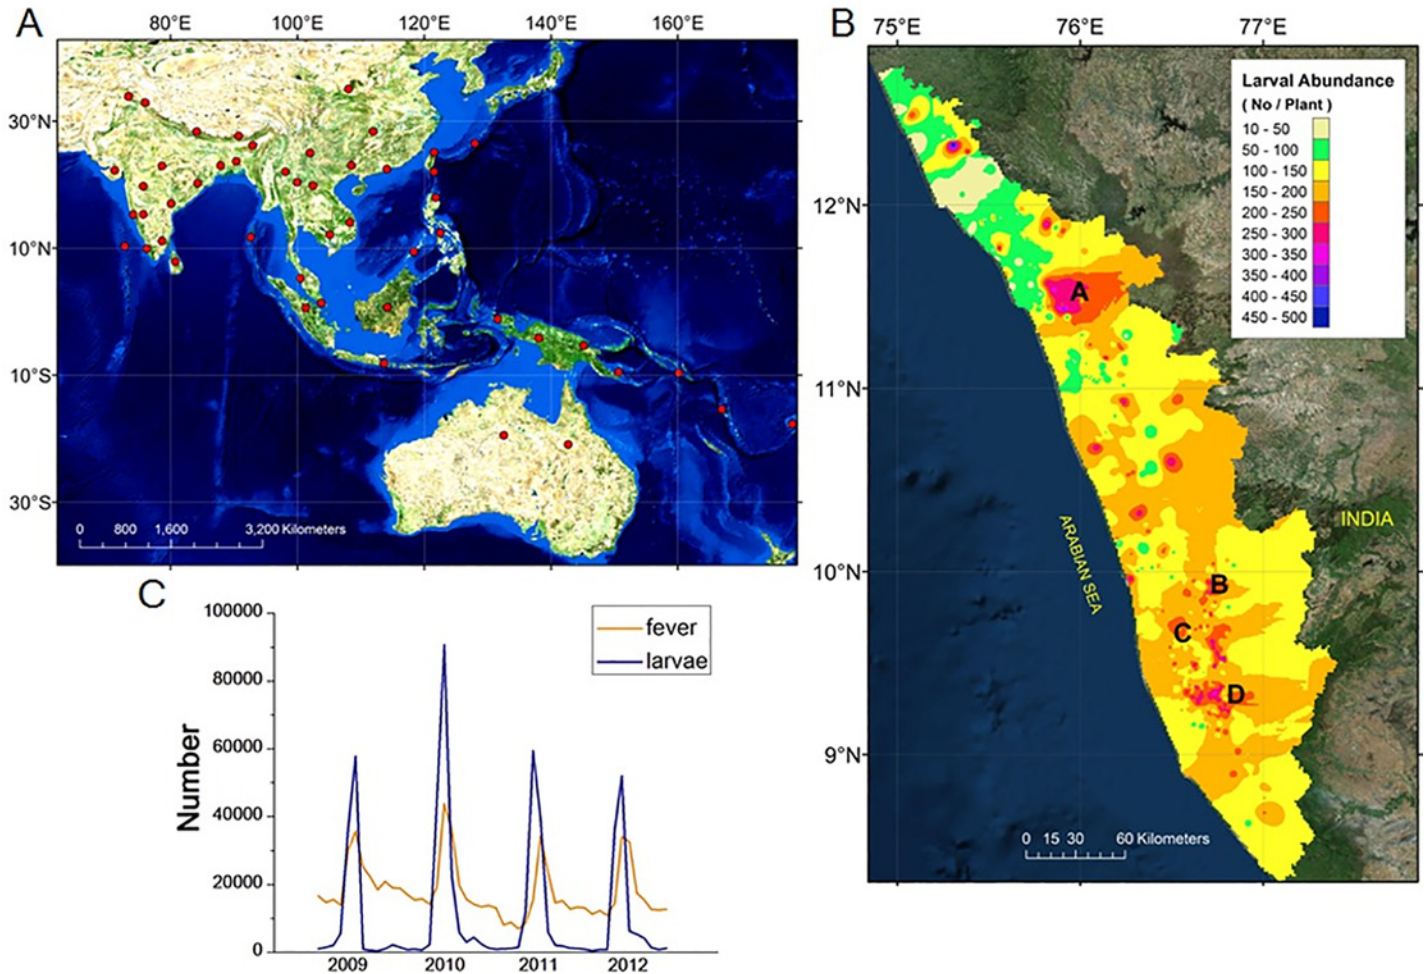 A
80°E 100°E 120°E 140°E 160°E
30°N
10°N
10°S
30°S
0 800 1,600 3,200 Kilometers
B
75°E 76°E 77°E
Larval Abundance
( No / Plant )
10 - 50
50 - 100
100 - 150
150 - 200
200 - 250
250 - 300
300 - 350
350 - 400
400 - 450
450 - 500
12°N
11°N
10°N
9°N
A
B
C
D
ARABIAN SEA
INDIA
0 15 30 60 Kilometers
C
Number
100000
80000
60000
40000
20000
0
fever
larvae
2009 2010 2011 2012